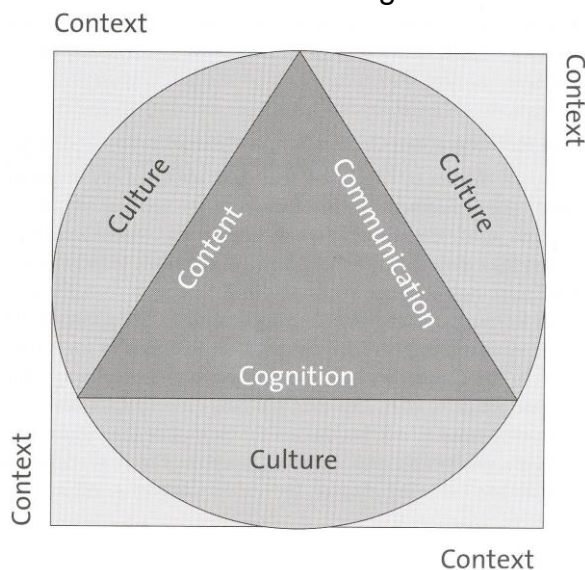 Context
Context
Culture
Culture
Content
Communication
Cognition
Culture
Context
Context